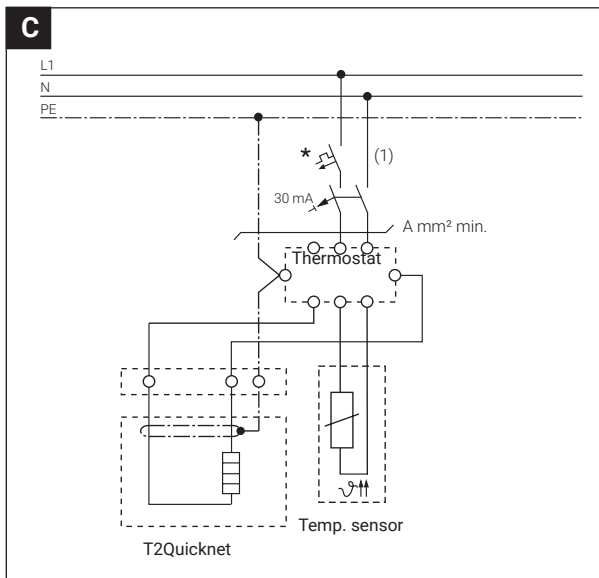 C
L1
N
PE
*
(1)
30 mA
A mm² min.
Thermostat
ϑ
Temp. sensor
T2Quicknet